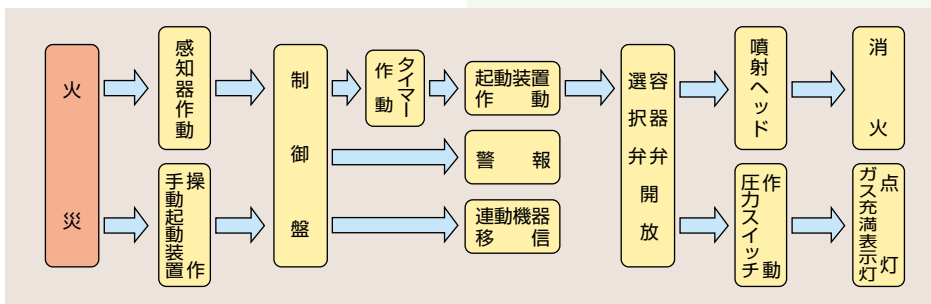 火災
感知器作動
手動起動装置
操作
制御盤
タイマー
作動
起動装置
作動
警報
連動機器
移信
容器弁
選択弁
開放
噴射ヘッド
圧力スイッチ
作動
消火
ガス充満表示灯
点灯